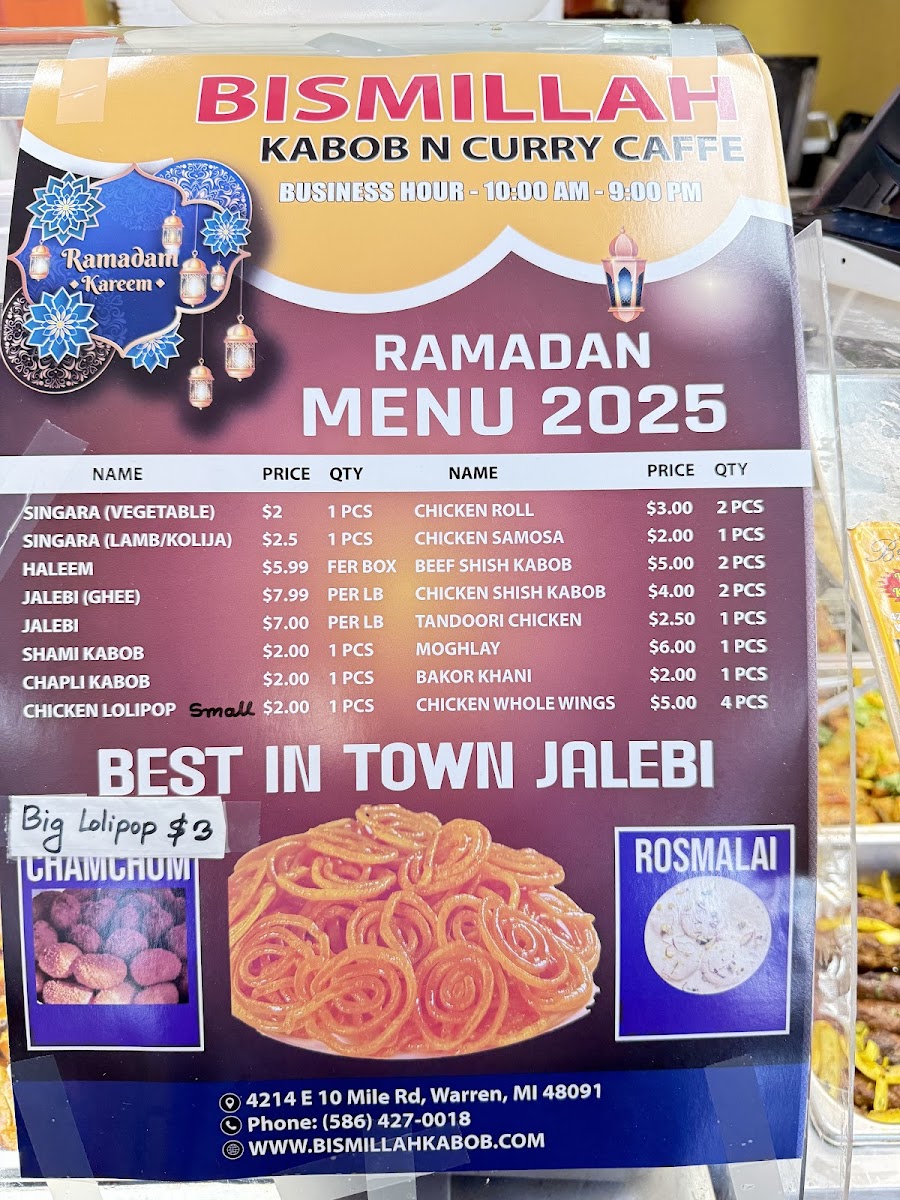 BISMILLAH
KABOB N CURRY CAFFE
BUSINESS HOUR - 10:00 AM - 9:00 PM
Ramadam
Kareem
RAMADAN
MENU 2025
NAME PRICE QTY NAME PRICE QTY
SINGARA (VEGETABLE) $2 1 PCS CHICKEN ROLL $3.00 2 PCS
SINGARA (LAMB/KOLIJA) $2.5 1 PCS CHICKEN SAMOSA $2.00 1 PCS
HALEEM $5.99 FER BOX BEEF SHISH KABOB $5.00 2 PCS
JALEBI (GHEE) $7.99 PER LB CHICKEN SHISH KABOB $4.00 2 PCS
JALEBI $7.00 PER LB TANDOORI CHICKEN $2.50 1 PCS
SHAMI KABOB $2.00 1 PCS MOGHLAY $6.00 1 PCS
CHAPLI KABOB $2.00 1 PCS BAKOR KHANI $2.00 1 PCS
CHICKEN LOLIPOP Small $2.00 1 PCS CHICKEN WHOLE WINGS $5.00 4 PCS
BEST IN TOWN JALEBI
Big Lolipop $3
CHAMCHOM
ROSMALAI
4214 E 10 Mile Rd, Warren, MI 48091
Phone: (586) 427-0018
WWW.BISMILLAHKABOB.COM